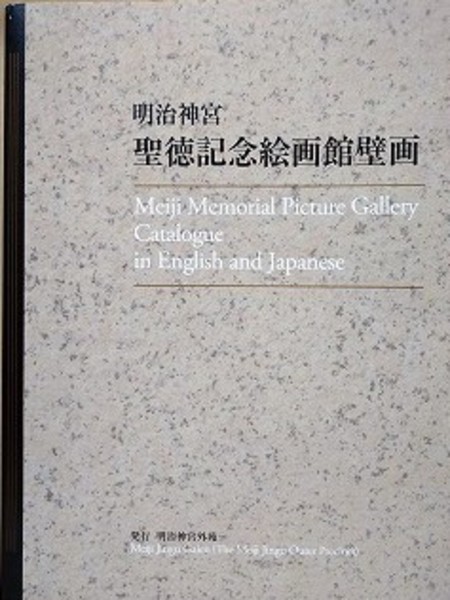 明治神宮
聖徳記念絵画館壁画
Meiji Memorial Picture Gallery
Catalogue
in English and Japanese
発行 明治神宮外苑
Meiji Jingu Gaien (The Meiji Jingu Outer Precinct)